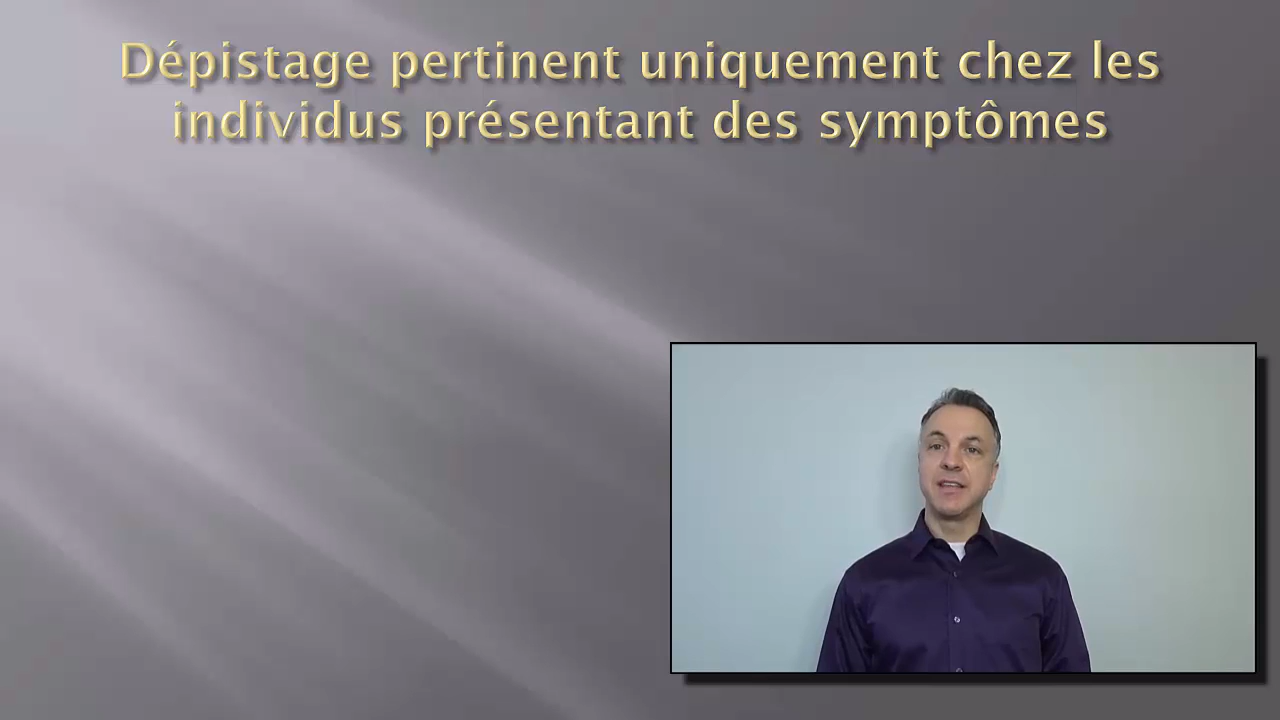 Dépistage pertinent uniquement chez les
individus présentant des symptômes